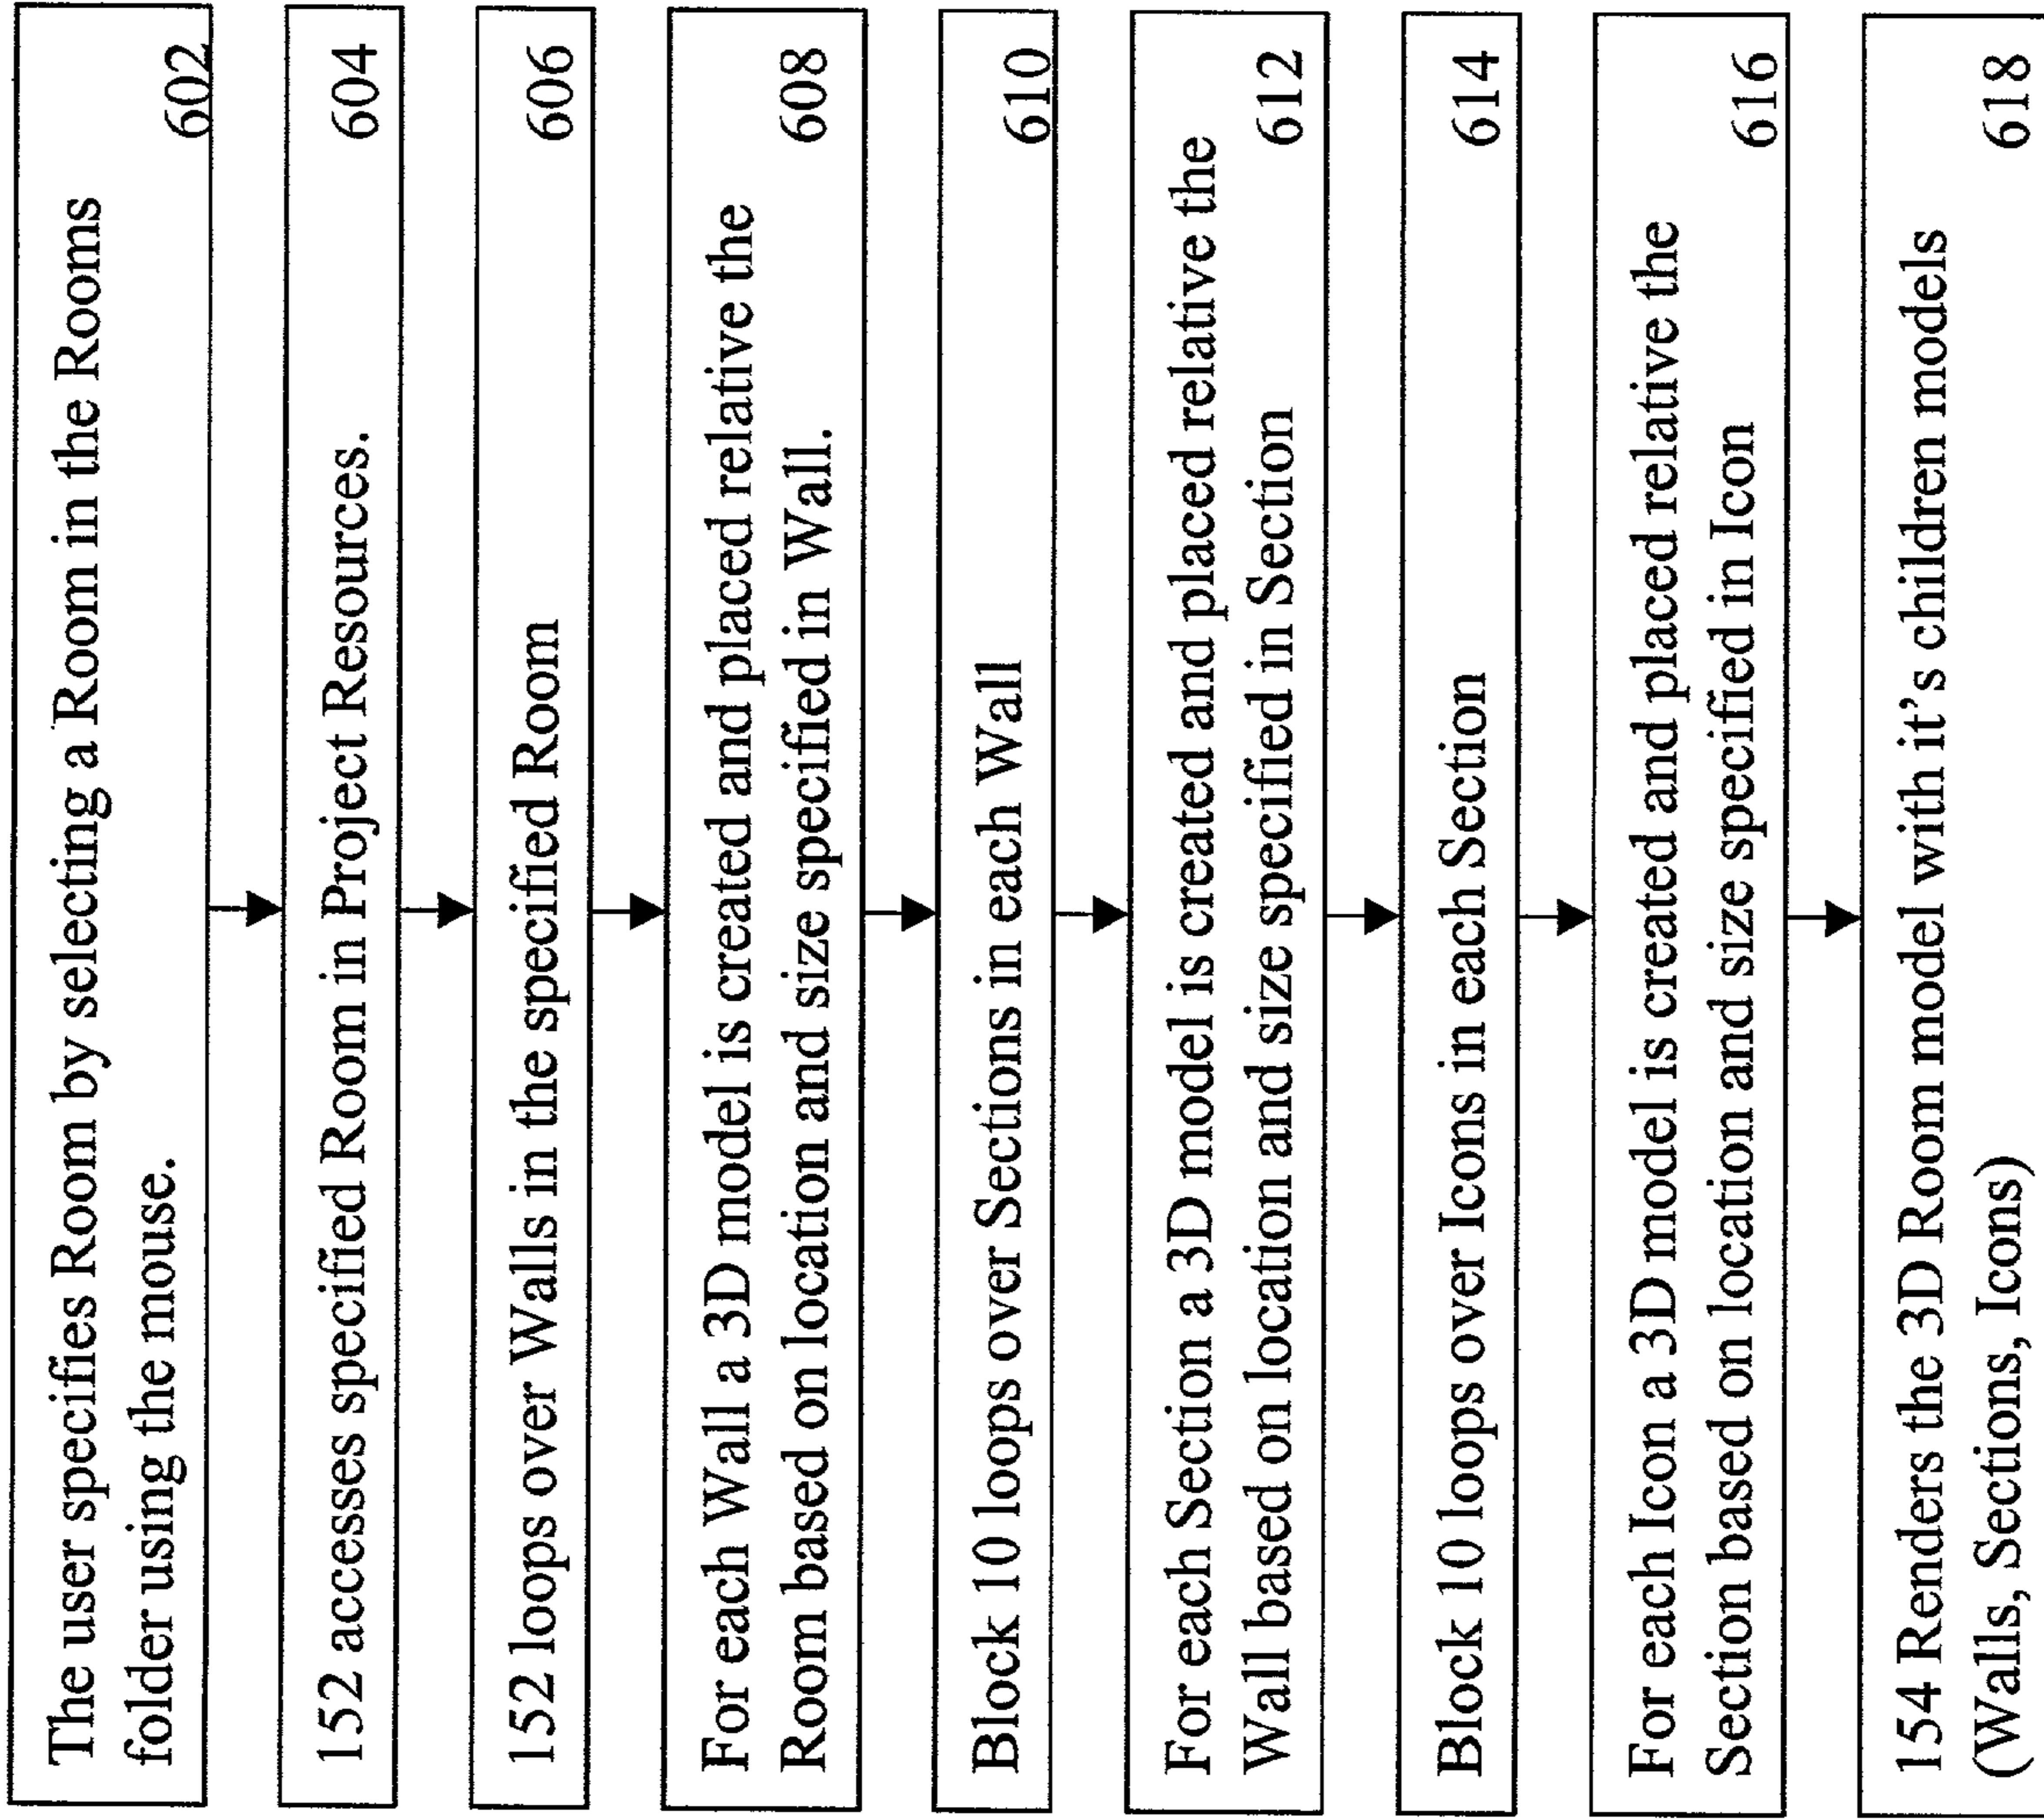 The user specifies Room by selecting a Room in the Rooms
folder using the mouse.
602
152 accesses specified Room in Project Resources.
604
152 loops over Walls in the specified Room
606
For each Wall a 3D model is created and placed relative the
Room based on location and size specified in Wall.
608
Block 10 loops over Sections in each Wall
610
For each Section a 3D model is created and placed relative the
Wall based on location and size specified in Section
612
Block 10 loops over Icons in each Section
614
For each Icon a 3D model is created and placed relative the
Section based on location and size specified in Icon
616
154 Renders the 3D Room model with it's children models
(Walls, Sections, Icons)
618